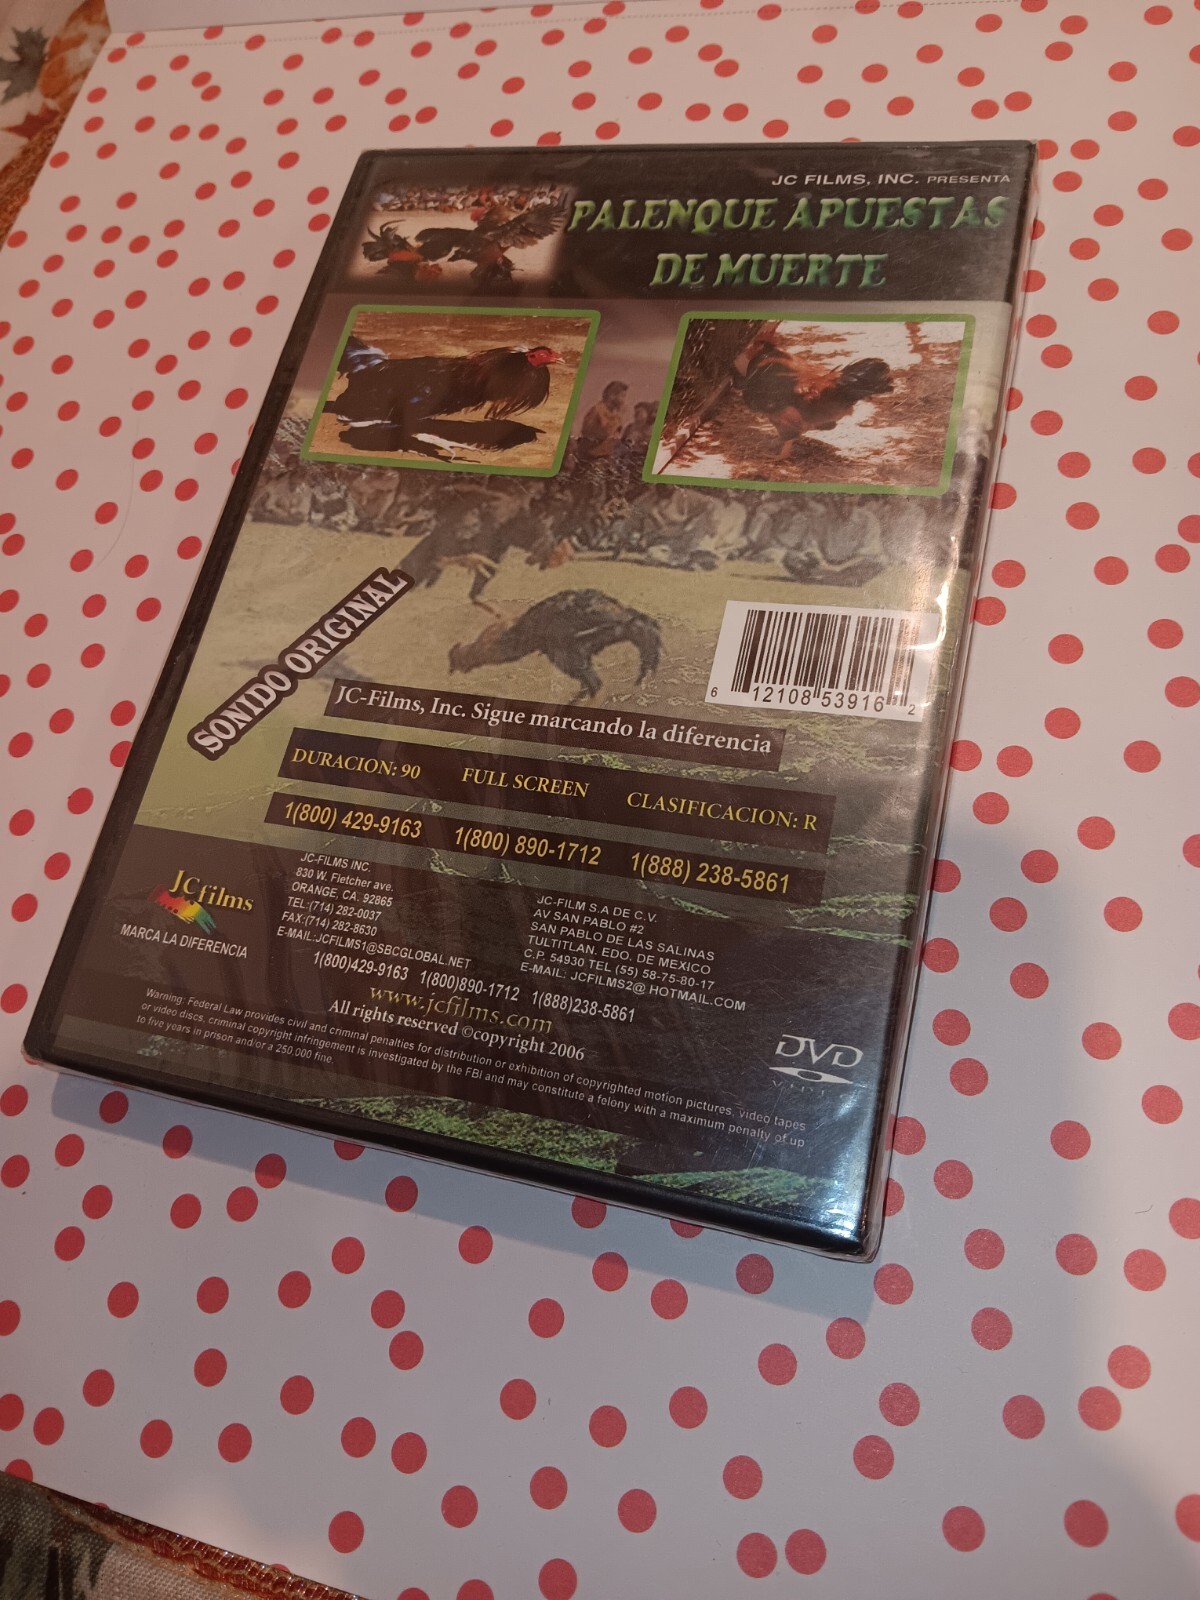 JC FILMS, INC. PRESENTA
PALENQUE APUESTAS
DE MUERTE
SONIDO ORIGINAL
6 12108 53916 2
JC-Films, Inc. Sigue marcando la diferencia
DURACION: 90 FULL SCREEN CLASIFICACION: R
1(800) 429-9163 1(800) 890-1712 1(888) 238-5861
JCfilms
MARCA LA DIFERENCIA
JC-FILMS INC.
830 W. Fletcher ave.
ORANGE, CA. 92865
TEL:(714) 282-0037
FAX:(714) 282-8630
E-MAIL:JCFILMS1@SBCGLOBAL.NET
JC-FILM S.A DE C.V.
AV SAN PABLO #2
SAN PABLO DE LAS SALINAS
TULTITLAN. EDO. DE MEXICO
C.P. 54930 TEL (55) 58-75-80-17
E-MAIL: JCFILMS2@ HOTMAIL.COM
1(800)429-9163 1(800)890-1712 1(888)238-5861
www.jcfilms.com
All rights reserved ©copyright 2006
Warning: Federal Law provides civil and criminal penalties for distribution or exhibition of copyrighted motion pictures, video tapes
or video discs, criminal copyright infringement is investigated by the FBI and may constitute a felony with a maximum penalty of up
to five years in prison and/or a 250.000 fine.
DVD
VIDEO